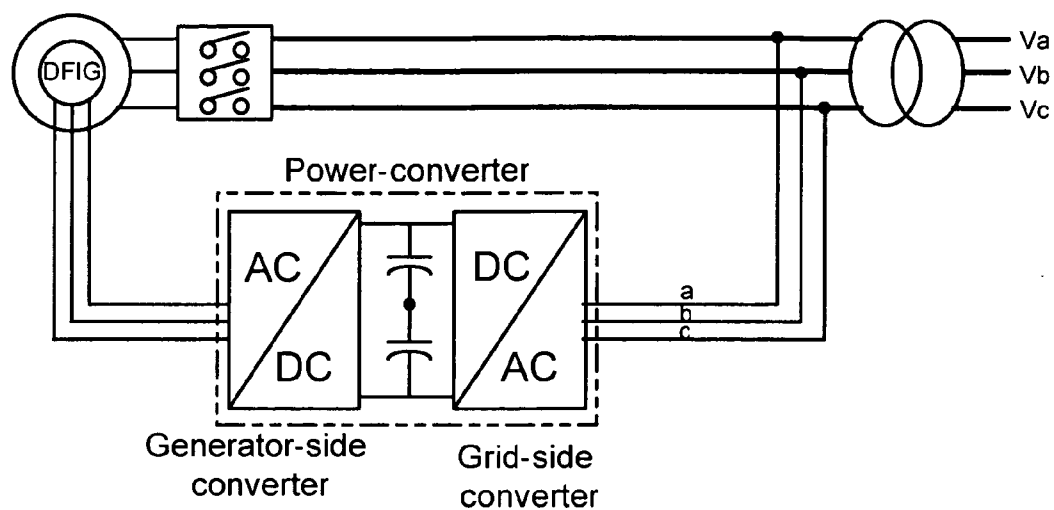 DFIG
Va
Vb
Vc
Power-converter
AC
DC
DC
AC
a
b
c
Generator-side
converter
Grid-side
converter